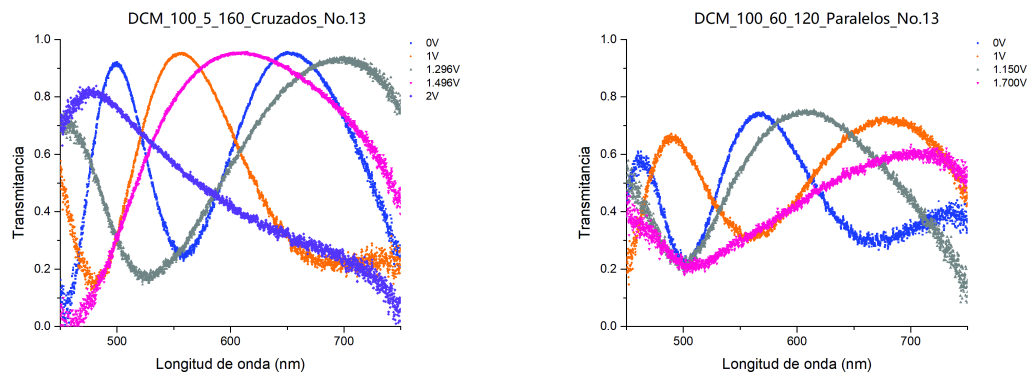 DCM_100_5_160_Cruzados_No.13
1.0
0.8
0.6
0.4
0.2
0.0
Transmitancia
500
600
700
Longitud de onda (nm)
0V
1V
1.296V
1.496V
2V
DCM_100_60_120_Paralelos_No.13
1.0
0.8
0.6
0.4
0.2
0.0
Transmitancia
500
600
700
Longitud de onda (nm)
0V
1V
1.150V
1.700V